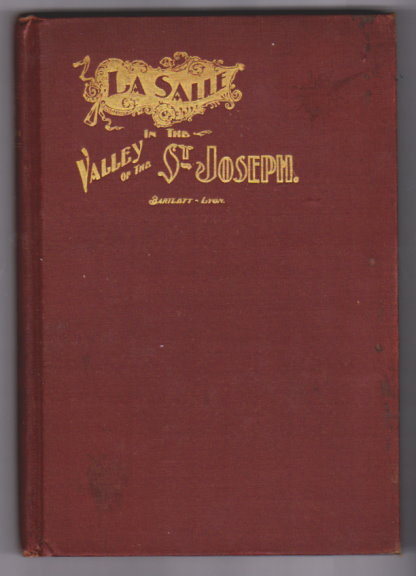 LA SALLE
IN THE
VALLEY
OF THE
ST JOSEPH.
BARTLETT - LYON.